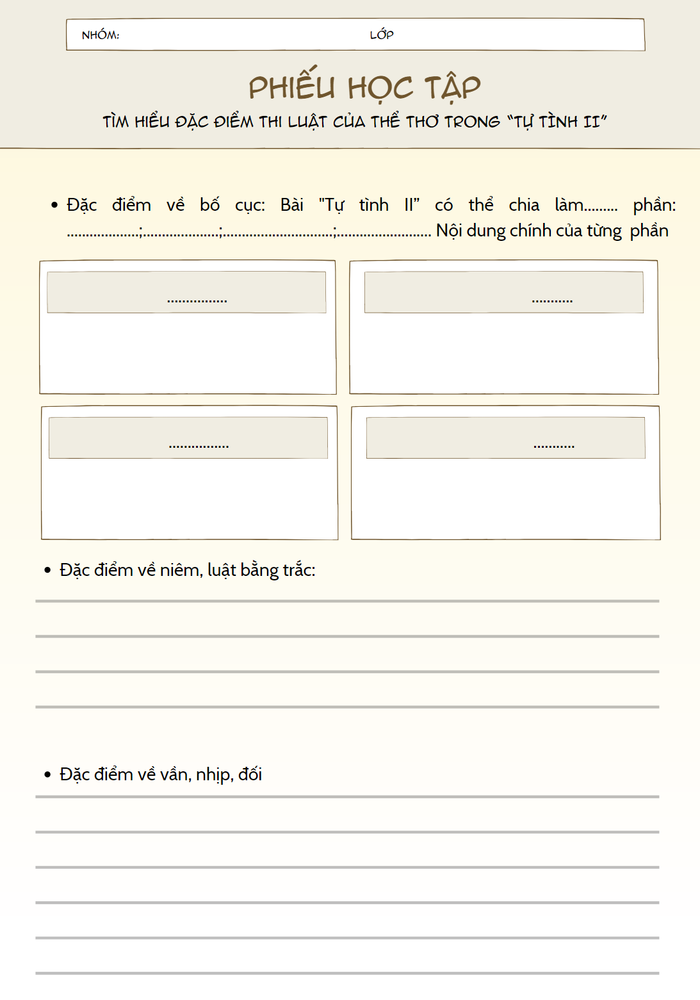 NHÓM: LỚP
PHIẾU HỌC TẬP
TÌM HIỂU ĐẶC ĐIỂM THI LUẬT CỦA THỂ THƠ TRONG “TỰ TÌNH II”
• Đặc điểm về bố cục: Bài "Tự tình II” có thể chia làm......... phần:
...................;....................;.............................;......................... Nội dung chính của từng phần
................ ...........
................ ...........
• Đặc điểm về niêm, luật bằng trắc:
• Đặc điểm về vần, nhịp, đối